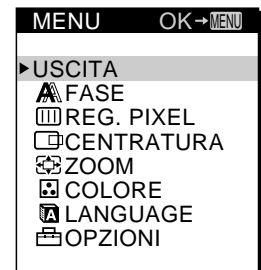 MENU OK→MENU
▶USCITA
FASE
REG. PIXEL
CENTRATURA
ZOOM
COLORE
LANGUAGE
OPZIONI